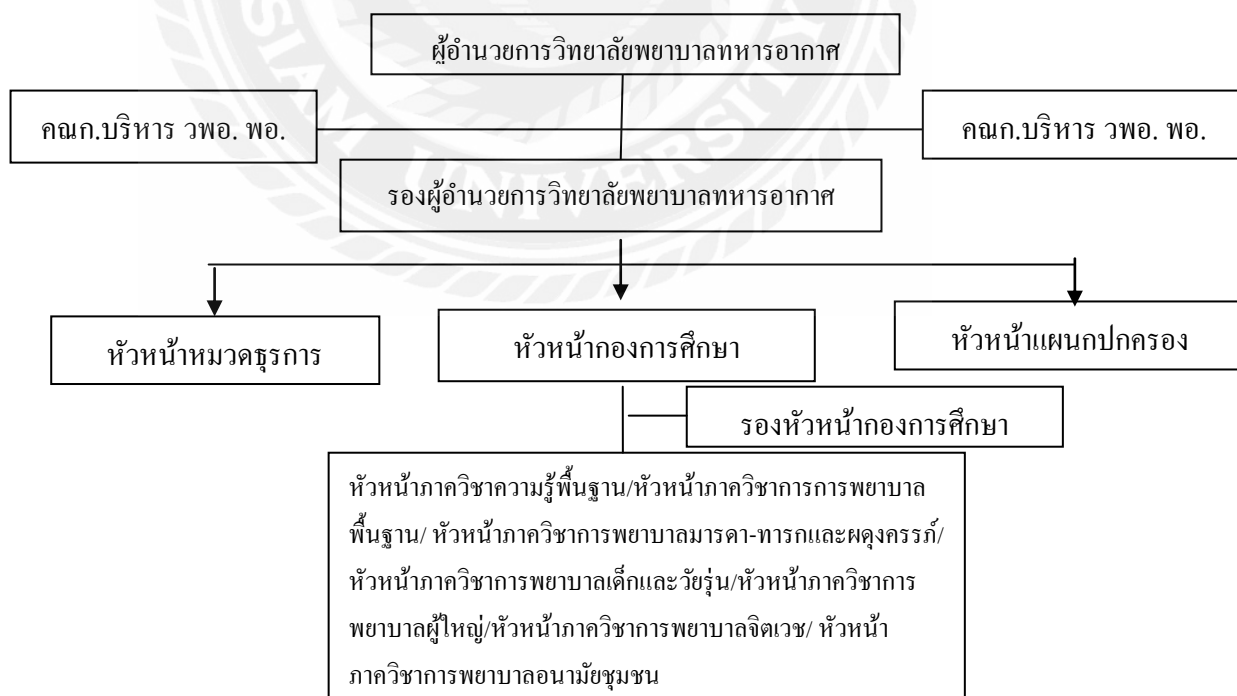 ผู้อำนวยการวิทยาลัยพยาบาลทหารอากาศ
คณก.บริหาร วพอ. พอ.
คณก.บริหาร วพอ. พอ.
รองผู้อำนวยการวิทยาลัยพยาบาลทหารอากาศ
หัวหน้าหมวดธุรการ
หัวหน้ากองการศึกษา
หัวหน้าแผนกปกครอง
รองหัวหน้ากองการศึกษา
หัวหน้าภาควิชาความรู้พื้นฐาน/หัวหน้าภาควิชาการการพยาบาล
พื้นฐาน/ หัวหน้าภาควิชาการพยาบาลมารดา-ทารกและผดุงครรภ์/
หัวหน้าภาควิชาการพยาบาลเด็กและวัยรุ่น/หัวหน้าภาควิชาการ
พยาบาลผู้ใหญ่/หัวหน้าภาควิชาการพยาบาลจิตเวช/ หัวหน้า
ภาควิชาการพยาบาลอนามัยชุมชน
SIAM UNIVERSITY